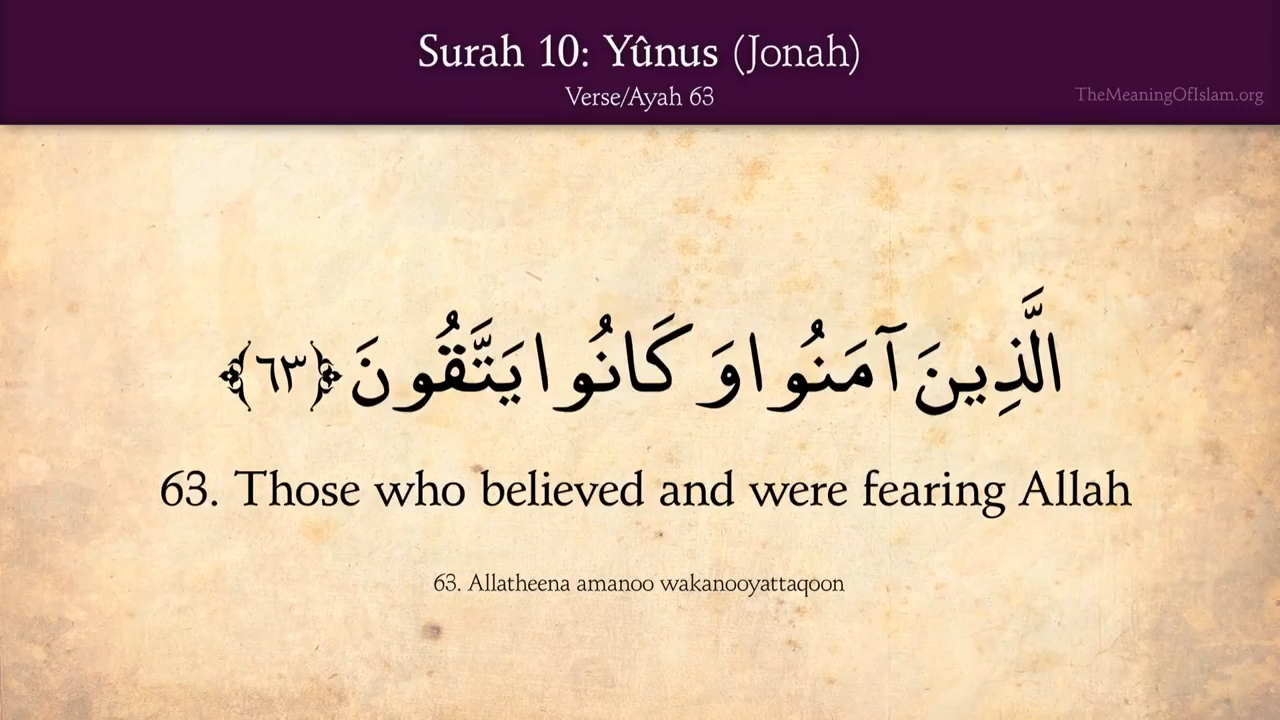 Surah 10: Yûnus (Jonah)
Verse/Ayah 63
TheMeaningOfIslam.org
الَّذِينَ آمَنُوا وَكَانُوا يَتَّقُونَ ﴿٦٣﴾
63. Those who believed and were fearing Allah
63. Allatheena amanoo wakanooyattaqoon